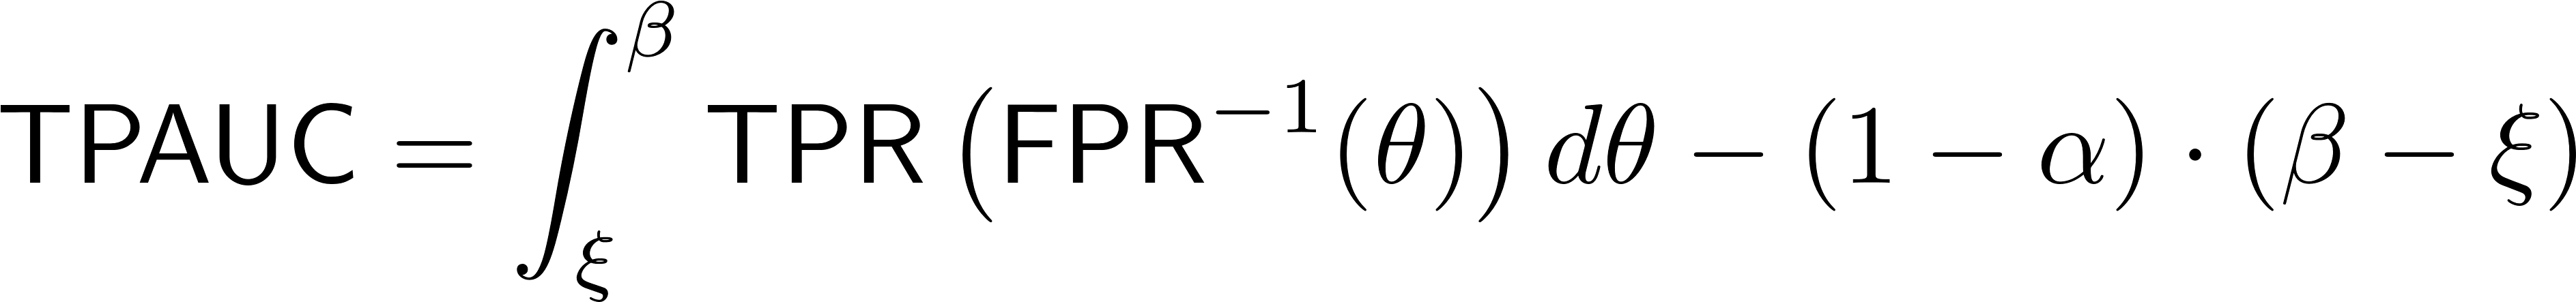 TPAUC = ∫_ξ^β TPR (FPR^{−1}(θ)) dθ − (1 − α) · (β − ξ)